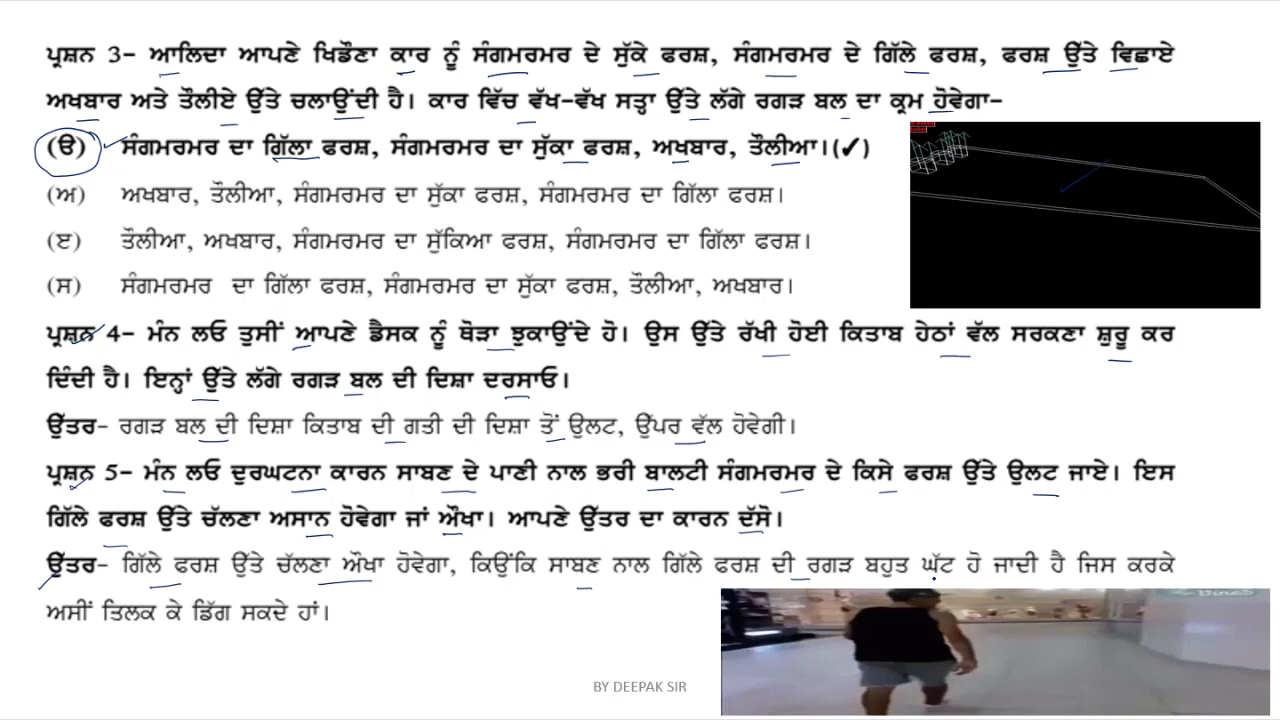 ਪ੍ਰਸ਼ਨ 3- ਆਲਿਦਾ ਆਪਣੇ ਖਿਡੌਣਾ ਕਾਰ ਨੂੰ ਸੰਗਮਰਮਰ ਦੇ ਸੁੱਕੇ ਫਰਸ਼, ਸੰਗਮਰਮਰ ਦੇ ਗਿੱਲੇ ਫਰਸ਼, ਫਰਸ਼ ਉੱਤੇ ਵਿਛਾਏ
ਅਖਬਾਰ ਅਤੇ ਤੌਲੀਏ ਉੱਤੇ ਚਲਾਉਂਦੀ ਹੈ। ਕਾਰ ਵਿੱਚ ਵੱਖ-ਵੱਖ ਸਤ੍ਹਾ ਉੱਤੇ ਲੱਗੇ ਰਗੜ ਬਲ ਦਾ ਕ੍ਰਮ ਹੋਵੇਗਾ-
(ੳ) ਸੰਗਮਰਮਰ ਦਾ ਗਿੱਲਾ ਫਰਸ਼, ਸੰਗਮਰਮਰ ਦਾ ਸੁੱਕਾ ਫਰਸ਼, ਅਖਬਾਰ, ਤੌਲੀਆ।(✓)
(ਅ) ਅਖਬਾਰ, ਤੌਲੀਆ, ਸੰਗਮਰਮਰ ਦਾ ਸੁੱਕਾ ਫਰਸ਼, ਸੰਗਮਰਮਰ ਦਾ ਗਿੱਲਾ ਫਰਸ਼।
(ੲ) ਤੌਲੀਆ, ਅਖਬਾਰ, ਸੰਗਮਰਮਰ ਦਾ ਸੁੱਕਿਆ ਫਰਸ਼, ਸੰਗਮਰਮਰ ਦਾ ਗਿੱਲਾ ਫਰਸ਼।
(ਸ) ਸੰਗਮਰਮਰ ਦਾ ਗਿੱਲਾ ਫਰਸ਼, ਸੰਗਮਰਮਰ ਦਾ ਸੁੱਕਾ ਫਰਸ਼, ਤੌਲੀਆ, ਅਖਬਾਰ।
ਪ੍ਰਸ਼ਨ 4- ਮੰਨ ਲਓ ਤੁਸੀਂ ਆਪਣੇ ਡੈਸਕ ਨੂੰ ਥੋੜਾ ਝੁਕਾਉਂਦੇ ਹੋ। ਉਸ ਉੱਤੇ ਰੱਖੀ ਹੋਈ ਕਿਤਾਬ ਹੇਠਾਂ ਵੱਲ ਸਰਕਣਾ ਸ਼ੁਰੂ ਕਰ
ਦਿੰਦੀ ਹੈ। ਇਨ੍ਹਾਂ ਉੱਤੇ ਲੱਗੇ ਰਗੜ ਬਲ ਦੀ ਦਿਸ਼ਾ ਦਰਸਾਓ।
ਉੱਤਰ- ਰਗੜ ਬਲ ਦੀ ਦਿਸ਼ਾ ਕਿਤਾਬ ਦੀ ਗਤੀ ਦੀ ਦਿਸ਼ਾ ਤੋਂ ਉਲਟ, ਉੱਪਰ ਵੱਲ ਹੋਵੇਗੀ।
ਪ੍ਰਸ਼ਨ 5- ਮੰਨ ਲਓ ਦੁਰਘਟਨਾ ਕਾਰਨ ਸਾਬਣ ਦੇ ਪਾਣੀ ਨਾਲ ਭਰੀ ਬਾਲਟੀ ਸੰਗਮਰਮਰ ਦੇ ਕਿਸੇ ਫਰਸ਼ ਉੱਤੇ ਉਲਟ ਜਾਏ। ਇਸ
ਗਿੱਲੇ ਫਰਸ਼ ਉੱਤੇ ਚੱਲਣਾ ਅਸਾਨ ਹੋਵੇਗਾ ਜਾਂ ਔਖਾ। ਆਪਣੇ ਉੱਤਰ ਦਾ ਕਾਰਨ ਦੱਸੋ।
ਉੱਤਰ- ਗਿੱਲੇ ਫਰਸ਼ ਉੱਤੇ ਚੱਲਣਾ ਔਖਾ ਹੋਵੇਗਾ, ਕਿਉਂਕਿ ਸਾਬਣ ਨਾਲ ਗਿੱਲੇ ਫਰਸ਼ ਦੀ ਰਗੜ ਬਹੁਤ ਘੱਟ ਹੋ ਜਾਦੀ ਹੈ ਜਿਸ ਕਰਕੇ
ਅਸੀਂ ਤਿਲਕ ਕੇ ਡਿੱਗ ਸਕਦੇ ਹਾਂ।
BY DEEPAK SIR